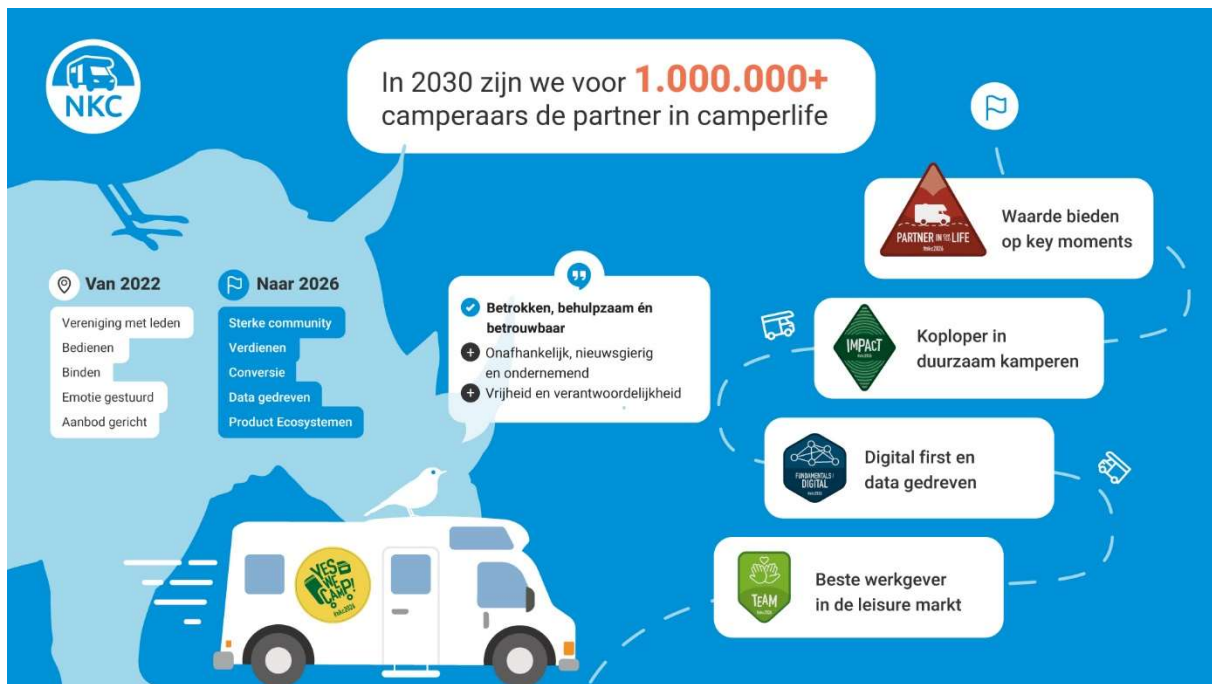 NKC
In 2030 zijn we voor 1.000.000+
camperaars de partner in camperlife
Van 2022
Vereniging met leden
Bedienen
Binden
Emotie gestuurd
Aanbod gericht
Naar 2026
Sterke community
Verdienen
Conversie
Data gedreven
Product Ecosystemen
Betrokken, behulpzaam én
betrouwbaar
Onafhankelijk, nieuwsgierig
en ondernemend
Vrijheid en verantwoordelijkheid
PARTNER IN LIFE
Waarde bieden
op key moments
IMPACT
Koploper in
duurzaam kamperen
FUNDAMENTALS
DIGITAL
Digital first en
data gedreven
TEAM
Beste werkgever
in de leisure markt
YES
WE
CAMP!